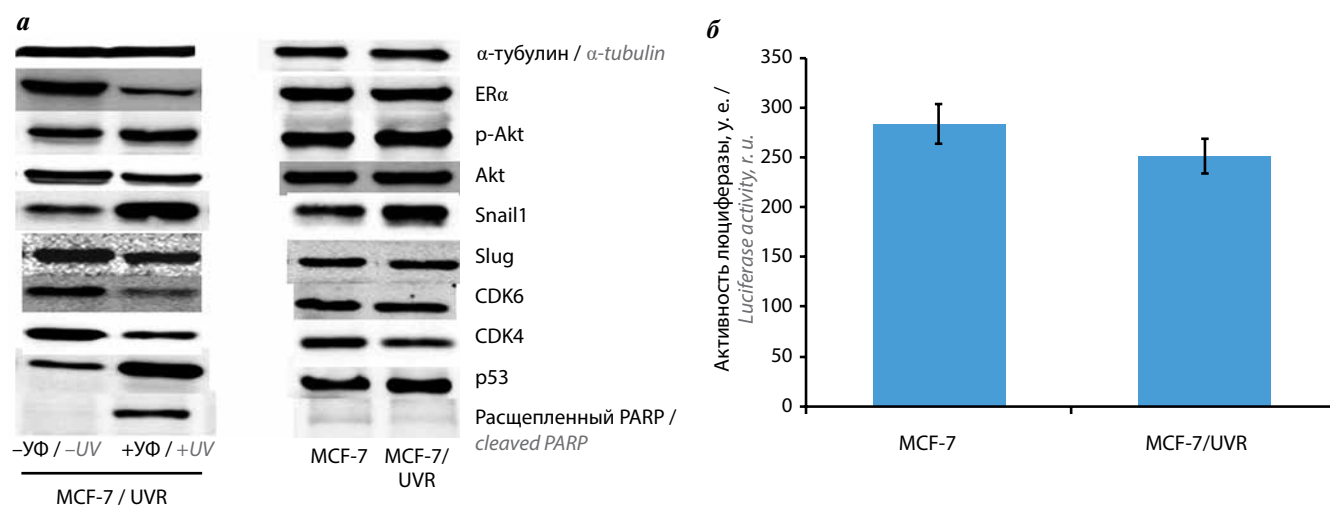 а
α-тубулин / α-tubulin
ERα
p-Akt
Akt
Snail1
Slug
CDK6
CDK4
p53
Расщепленный PARP /
cleaved PARP
–УФ / –UV +УФ / +UV
MCF-7 / UVR
MCF-7 MCF-7/
UVR
б
Активность люциферазы, у. е. /
Luciferase activity, r. u.
350
300
250
200
150
100
50
0
MCF-7 MCF-7/UVR